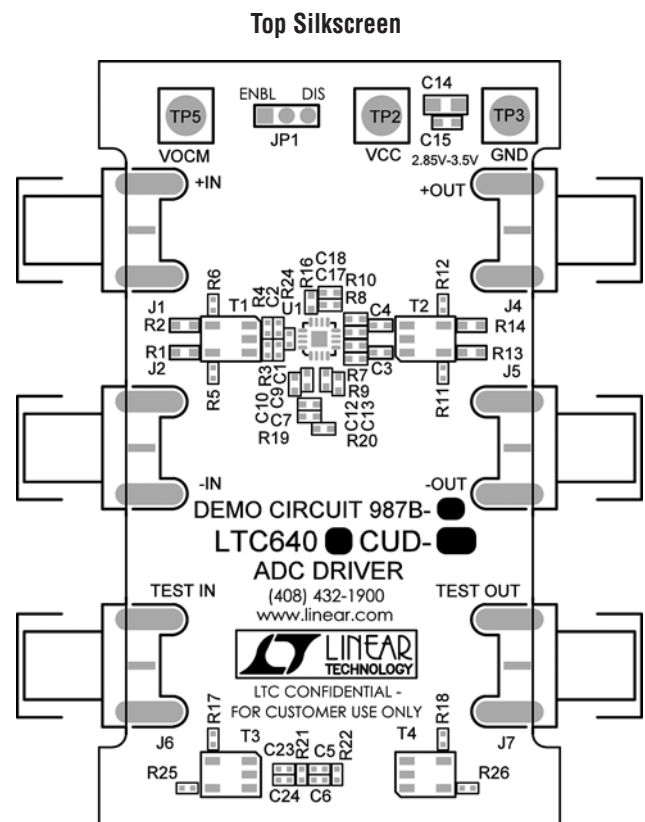 Top Silkscreen
C14
ENBL DIS
TP5
TP2
TP3
JP1
C15
VOCM
VCC
2.85V-3.5V
GND
+IN
+OUT
C18
C17
R16
R24
R10
R8
R6
R4
C2
R12
J1
T1
U1
C4
T2
J4
R2
R14
R1
R13
J2
R3
C1
C3
J5
R5
R7
R9
R11
C10
C9
C7
C12
C13
R19
R20
-IN
-OUT
DEMO CIRCUIT 987B-
LTC640 CUD-
ADC DRIVER
TEST IN
TEST OUT
(408) 432-1900
www.linear.com
LT LINEAR
TECHNOLOGY
LTC CONFIDENTIAL -
FOR CUSTOMER USE ONLY
R17
R18
J6
T3
T4
J7
C23
R21
C5
R22
R25
R26
C24
C6